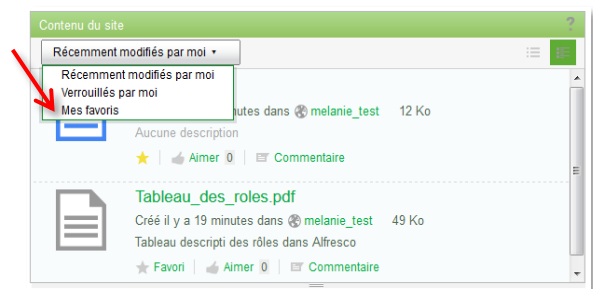 Contenu du site ?
Récemment modifiés par moi
Récemment modifiés par moi
Verrouillés par moi
Mes favoris
nutes dans melanie_test 12 Ko
Aucune description
Aimer 0 Commentaire
Tableau_des_roles.pdf
Créé il y a 19 minutes dans melanie_test 49 Ko
Tableau descripti des rôles dans Alfresco
Favori Aimer 0 Commentaire